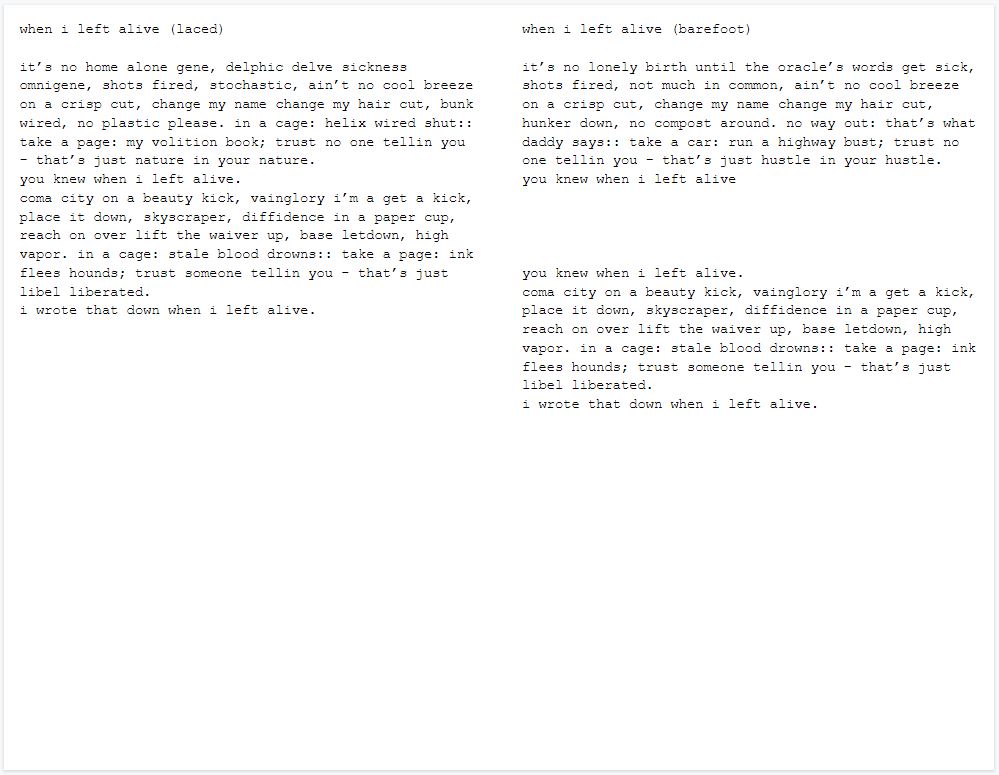 when i left alive (laced)

it’s no home alone gene, delphic delve sickness
omnigene, shots fired, stochastic, ain’t no cool breeze
on a crisp cut, change my name change my hair cut, bunk
wired, no plastic please. in a cage: helix wired shut::
take a page: my volition book; trust no one tellin you
– that’s just nature in your nature.
you knew when i left alive.
coma city on a beauty kick, vainglory i’m a get a kick,
place it down, skyscraper, diffidence in a paper cup,
reach on over lift the waiver up, base letdown, high
vapor. in a cage: stale blood drowns:: take a page: ink
flees hounds; trust someone tellin you – that’s just
libel liberated.
i wrote that down when i left alive.

when i left alive (barefoot)

it’s no lonely birth until the oracle’s words get sick,
shots fired, not much in common, ain’t no cool breeze
on a crisp cut, change my name change my hair cut,
hunker down, no compost around. no way out: that’s what
daddy says:: take a car: run a highway bust; trust no
one tellin you – that’s just hustle in your hustle.
you knew when i left alive

you knew when i left alive.
coma city on a beauty kick, vainglory i’m a get a kick,
place it down, skyscraper, diffidence in a paper cup,
reach on over lift the waiver up, base letdown, high
vapor. in a cage: stale blood drowns:: take a page: ink
flees hounds; trust someone tellin you – that’s just
libel liberated.
i wrote that down when i left alive.